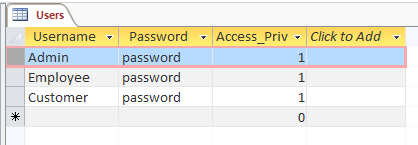 Users
Username Password Access_Priv Click to Add
Admin password 1
Employee password 1
Customer password 1
* 0